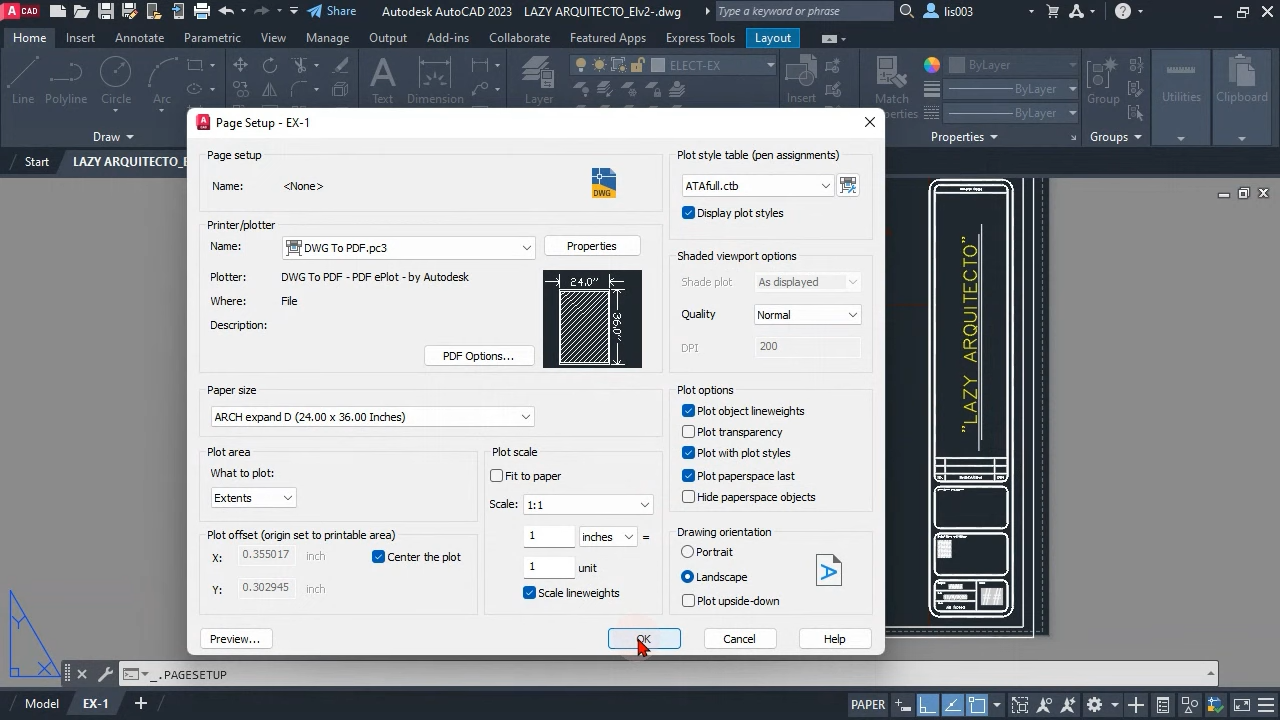 A CAD
Share
Autodesk AutoCAD 2023 LAZY ARQUITECTO_Elv2-.dwg
Type a keyword or phrase
lis003
Home Insert Annotate Parametric View Manage Output Add-ins Collaborate Featured Apps Express Tools Layout
ELECT-EX
ByLayer
ByLayer
ByLayer
Line Polyline Circle Arc Text Dimension Layer Insert Match Properties Group Utilities Clipboard
Draw
Properties
Groups
Start
LAZY ARQUITECTO_E
Page Setup - EX-1
Page setup
Name: <None>
DWG
Printer/plotter
Name: DWG To PDF.pc3
Properties
Plotter: DWG To PDF - PDF ePlot - by Autodesk
Where: File
Description:
PDF Options...
24.0''
36.0''
Paper size
ARCH expand D (24.00 x 36.00 Inches)
Plot area
What to plot:
Extents
Plot offset (origin set to printable area)
X: 0.355017 inch
Center the plot
Y: 0.302945 inch
Plot scale
Fit to paper
Scale: 1:1
1 inches =
1 unit
Scale lineweights
Plot style table (pen assignments)
ATAfull.ctb
Display plot styles
Shaded viewport options
Shade plot As displayed
Quality Normal
DPI 200
Plot options
Plot object lineweights
Plot transparency
Plot with plot styles
Plot paperspace last
Hide paperspace objects
Drawing orientation
Portrait
Landscape
A
Plot upside-down
Preview...
OK
Cancel
Help
"LAZY ARQUITECTO"
Y
X
_.PAGESETUP
Model EX-1
PAPER